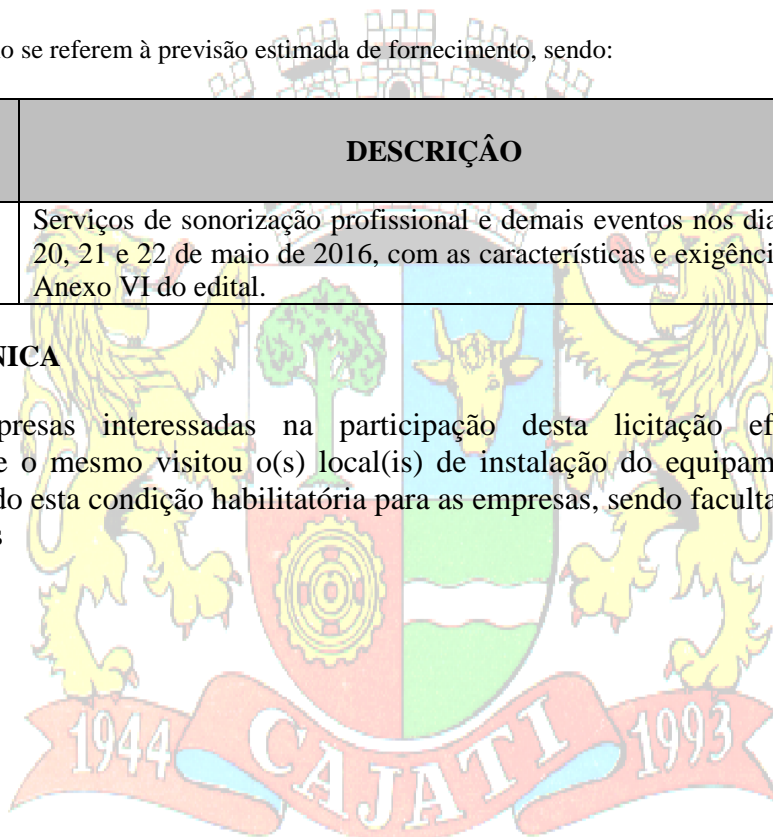 o se referem à previsão estimada de fornecimento, sendo:
DESCRIÇÂO
Serviços de sonorização profissional e demais eventos nos dia
20, 21 e 22 de maio de 2016, com as características e exigênci
Anexo VI do edital.
NICA
presas interessadas na participação desta licitação ef
e o mesmo visitou o(s) local(is) de instalação do equipam
do esta condição habilitatória para as empresas, sendo faculta
s
1944 CAJATI 1993